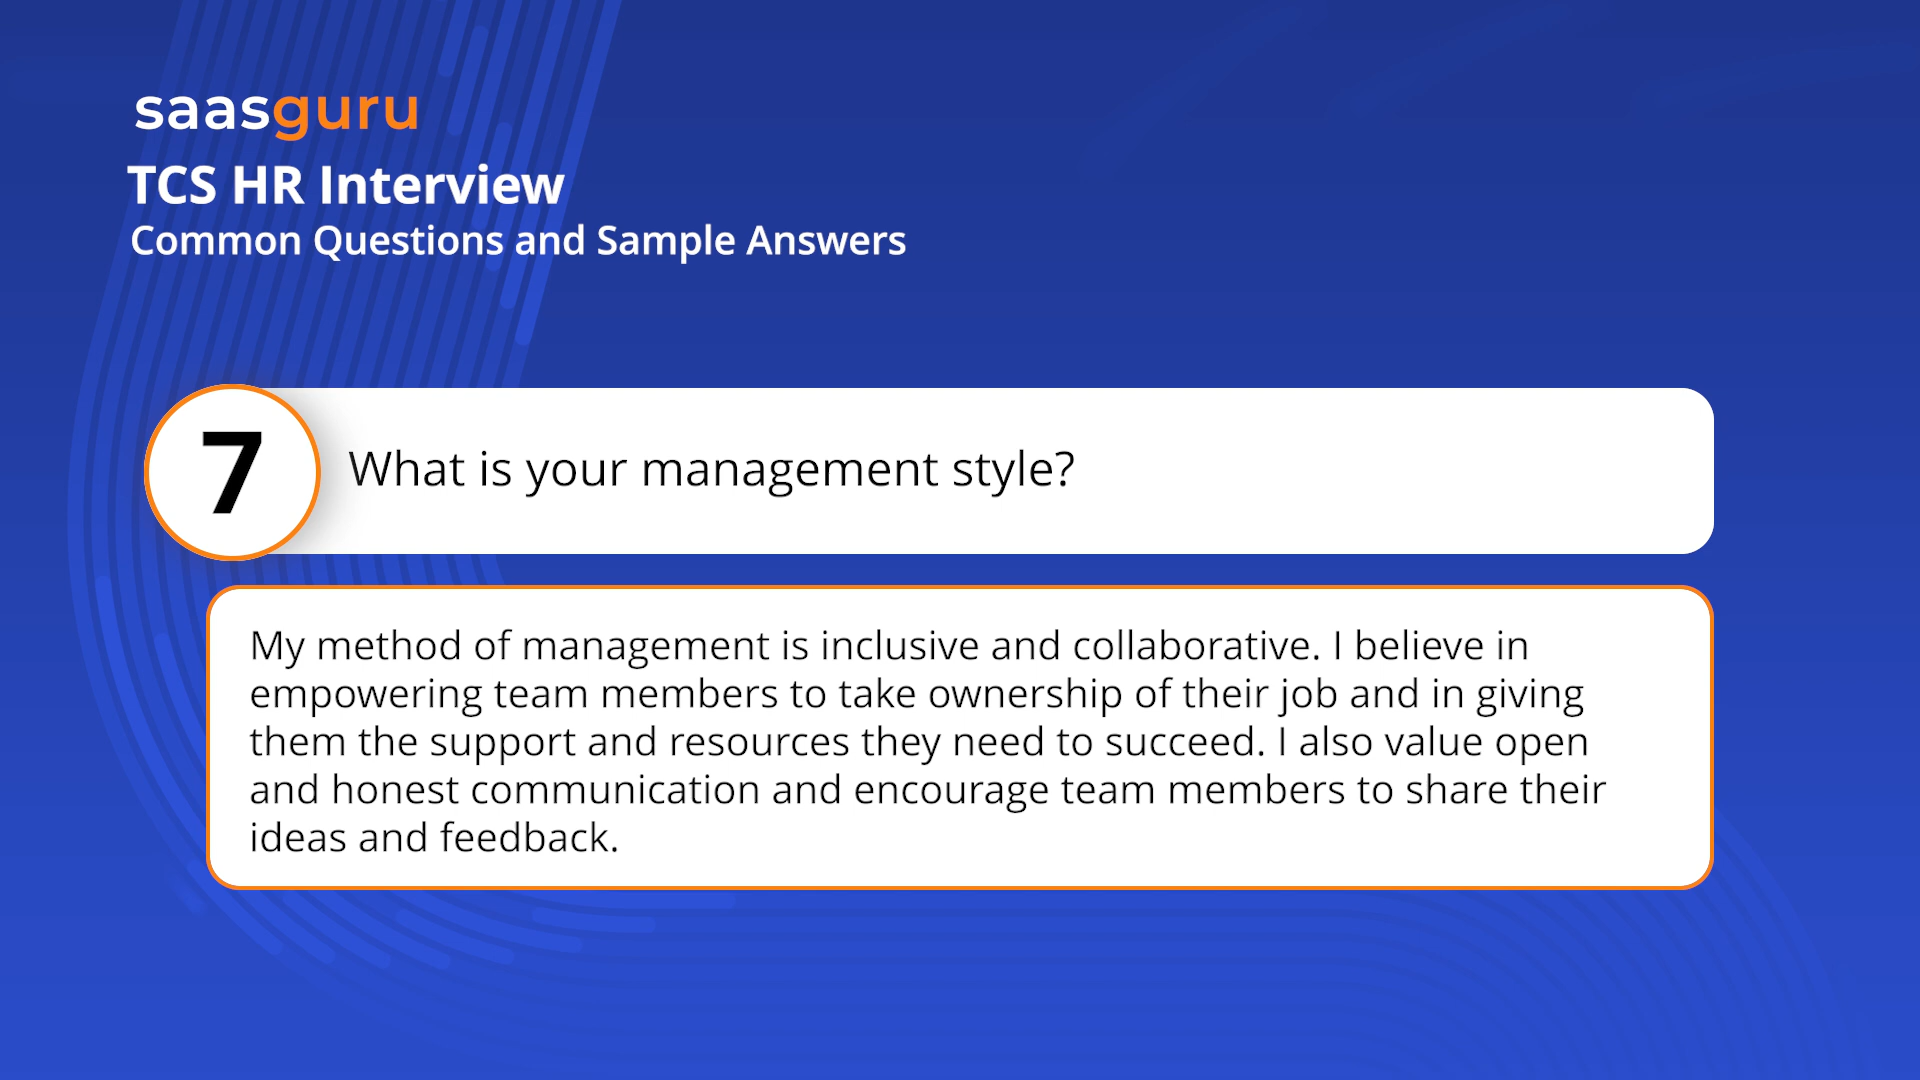 saasguru
TCS HR Interview
Common Questions and Sample Answers
7
What is your management style?
My method of management is inclusive and collaborative. I believe in
empowering team members to take ownership of their job and in giving
them the support and resources they need to succeed. I also value open
and honest communication and encourage team members to share their
ideas and feedback.